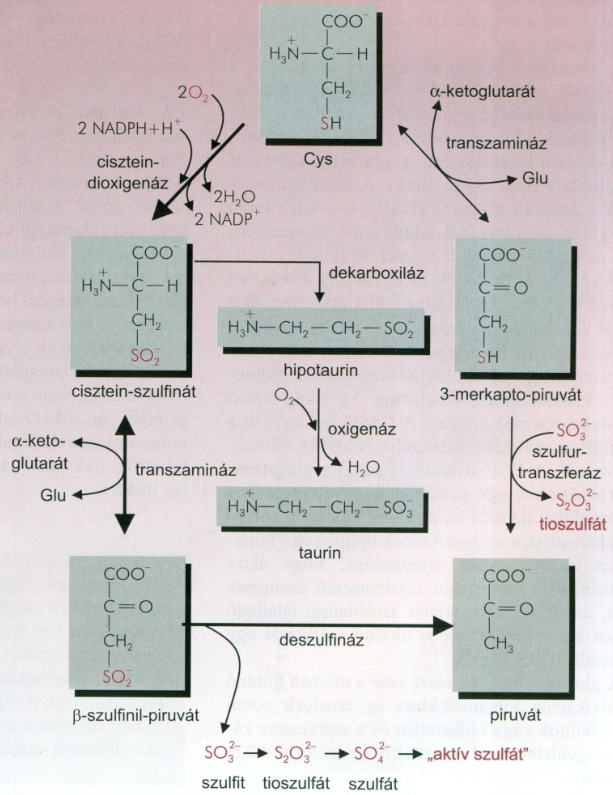 COO⁻
H₃N⁺—C—H
CH₂
SH
Cys
2O₂
2 NADPH+H⁺
cisztein-
dioxigenáz
2H₂O
2 NADP⁺
α-ketoglutarát
transzamináz
Glu
COO⁻
H₃N⁺—C—H
CH₂
SO₂⁻
cisztein-szulfinát
dekarboxiláz
H₃N⁺—CH₂—CH₂—SO₂⁻
hipotaurin
COO⁻
C=O
CH₂
SH
3-merkapto-piruvát
O₂
oxigenáz
H₂O
α-keto-
glutarát
transzamináz
Glu
SO₃²⁻
szulfur-
transzferáz
S₂O₃²⁻
tioszulfát
H₃N⁺—CH₂—CH₂—SO₃⁻
taurin
COO⁻
C=O
CH₂
SO₂⁻
β-szulfinil-piruvát
deszulfináz
COO⁻
C=O
CH₃
piruvát
SO₃²⁻ S₂O₃²⁻ SO₄²⁻ „aktív szulfát”
szulfit tioszulfát szulfát